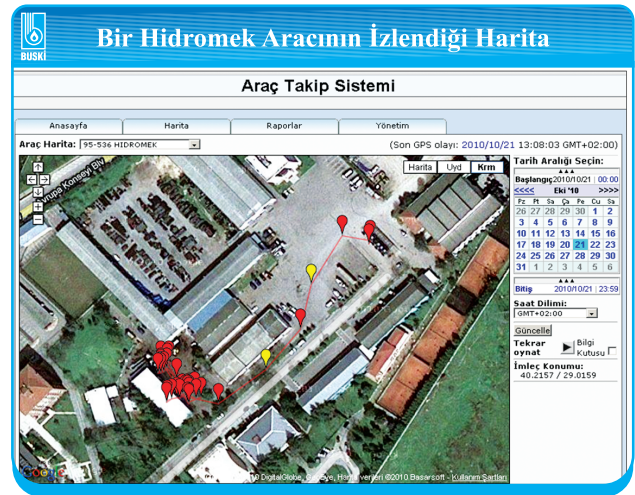 BUSKİ
Bir Hidromek Aracının İzlendiği Harita
Araç Takip Sistemi
Anasayfa Harita Raporlar Yönetim
Araç Harita: 95-536 HIDROMEK
(Son GPS olayı: 2010/10/21 13:08:03 GMT+02:00)
Avrupa Konseyi Blv
Harita Uyd Krm
Tarih Aralığı Seçin:
Başlangıç 2010/10/21 00:00
<<<< Eki '10 >>>>
Pz Pt Sa Ça Pe Cu Sa
26 27 28 29 30 1 2
3 4 5 6 7 8 9
10 11 12 13 14 15 16
17 18 19 20 21 22 23
24 25 26 27 28 29 30
31 1 2 3 4 5 6
Bitiş 2010/10/21 23:59
Saat Dilimi:
GMT+02:00
Güncelle
Tekrar oynat
Bilgi Kutusu
İmleç Konumu:
40.2157 / 29.0159
Google
DigitalGlobe, GeoEye, Harita verileri ©2010 Basarsoft - Kullanım Şartları